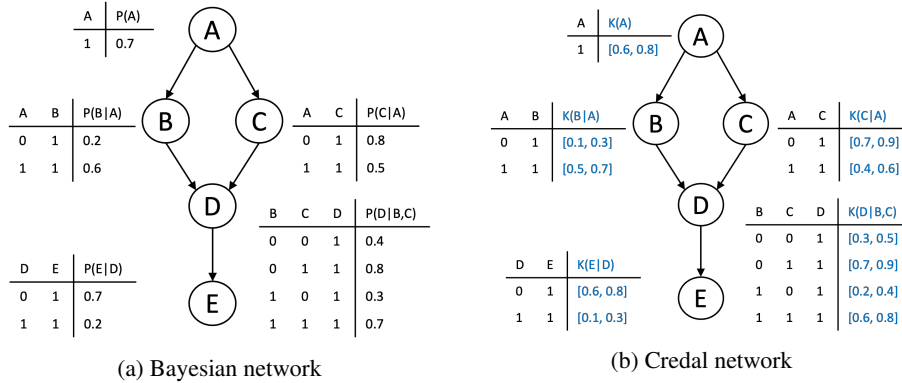 A P(A)
1 0.7
A
A B P(B|A)
0 1 0.2
1 1 0.6
B
C
A C P(C|A)
0 1 0.8
1 1 0.5
D
B C D P(D|B,C)
0 0 1 0.4
0 1 1 0.8
1 0 1 0.3
1 1 1 0.7
D E P(E|D)
0 1 0.7
1 1 0.2
E
(a) Bayesian network
A K(A)
1 [0.6, 0.8]
A
A B K(B|A)
0 1 [0.1, 0.3]
1 1 [0.5, 0.7]
B
C
A C K(C|A)
0 1 [0.7, 0.9]
1 1 [0.4, 0.6]
D
B C D K(D|B,C)
0 0 1 [0.3, 0.5]
0 1 1 [0.7, 0.9]
1 0 1 [0.2, 0.4]
1 1 1 [0.6, 0.8]
D E K(E|D)
0 1 [0.6, 0.8]
1 1 [0.1, 0.3]
E
(b) Credal network